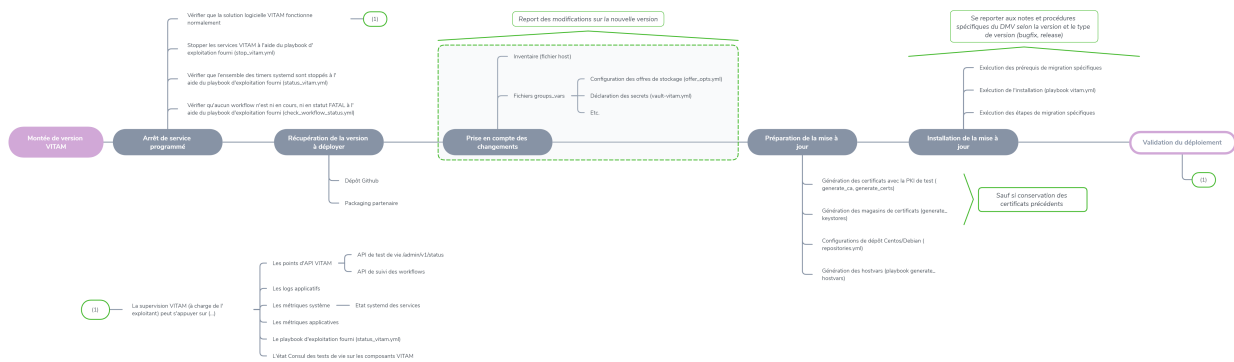 Vérifier que la solution logicielle VITAM fonctionne
normalement
(1)
Stopper les services VITAM à l'aide du playbook d'
exploitation fourni (stop_vitam.yml)
Vérifier que l'ensemble des timers systemd sont stoppés à l'
aide du playbook d'exploitation fourni (status_vitam.yml)
Vérifier qu'aucun workflow n'est ni en cours, ni en statut FATAL à l'
aide du playbook d'exploitation fourni (check_workflow_status.yml)
Report des modifications sur la nouvelle version
Inventaire (fichier host)
Fichiers groups_vars
Configuration des offres de stockage (offer_opts.yml)
Déclaration des secrets (vault-vitam.yml)
Etc.
Se reporter aux notes et procédures
spécifiques du DMV selon la version et le type
de version (bugfix, release)
Exécution des prérequis de migration spécifiques
Exécution de l'installation (playbook vitam.yml)
Exécution des étapes de migration spécifiques
Montée de version
VITAM
Arrêt de service
programmé
Récupération de la version
à déployer
Prise en compte des
changements
Préparation de la mise à
jour
Installation de la mise à
jour
Validation du déploiement
(1)
Dépôt Github
Packaging partenaire
Génération des certificats avec la PKI de test (
generate_ca, generate_certs)
Génération des magasins de certificats (generate_
keystores)
Configurations de dépôt Centos/Debian (
repositories.yml)
Génération des hostvars (playbook generate_
hostvars)
Sauf si conservation des
certificats précédents
(1)
La supervision VITAM (à charge de l'
exploitant) peut s'appuyer sur (...)
Les points d'API VITAM
API de test de vie /admin/v1/status
API de suivi des workflows
Les logs applicatifs
Les métriques système
Etat systemd des services
Les métriques applicatives
Le playbook d'exploitation fourni (status_vitam.yml)
L'état Consul des tests de vie sur les composants VITAM